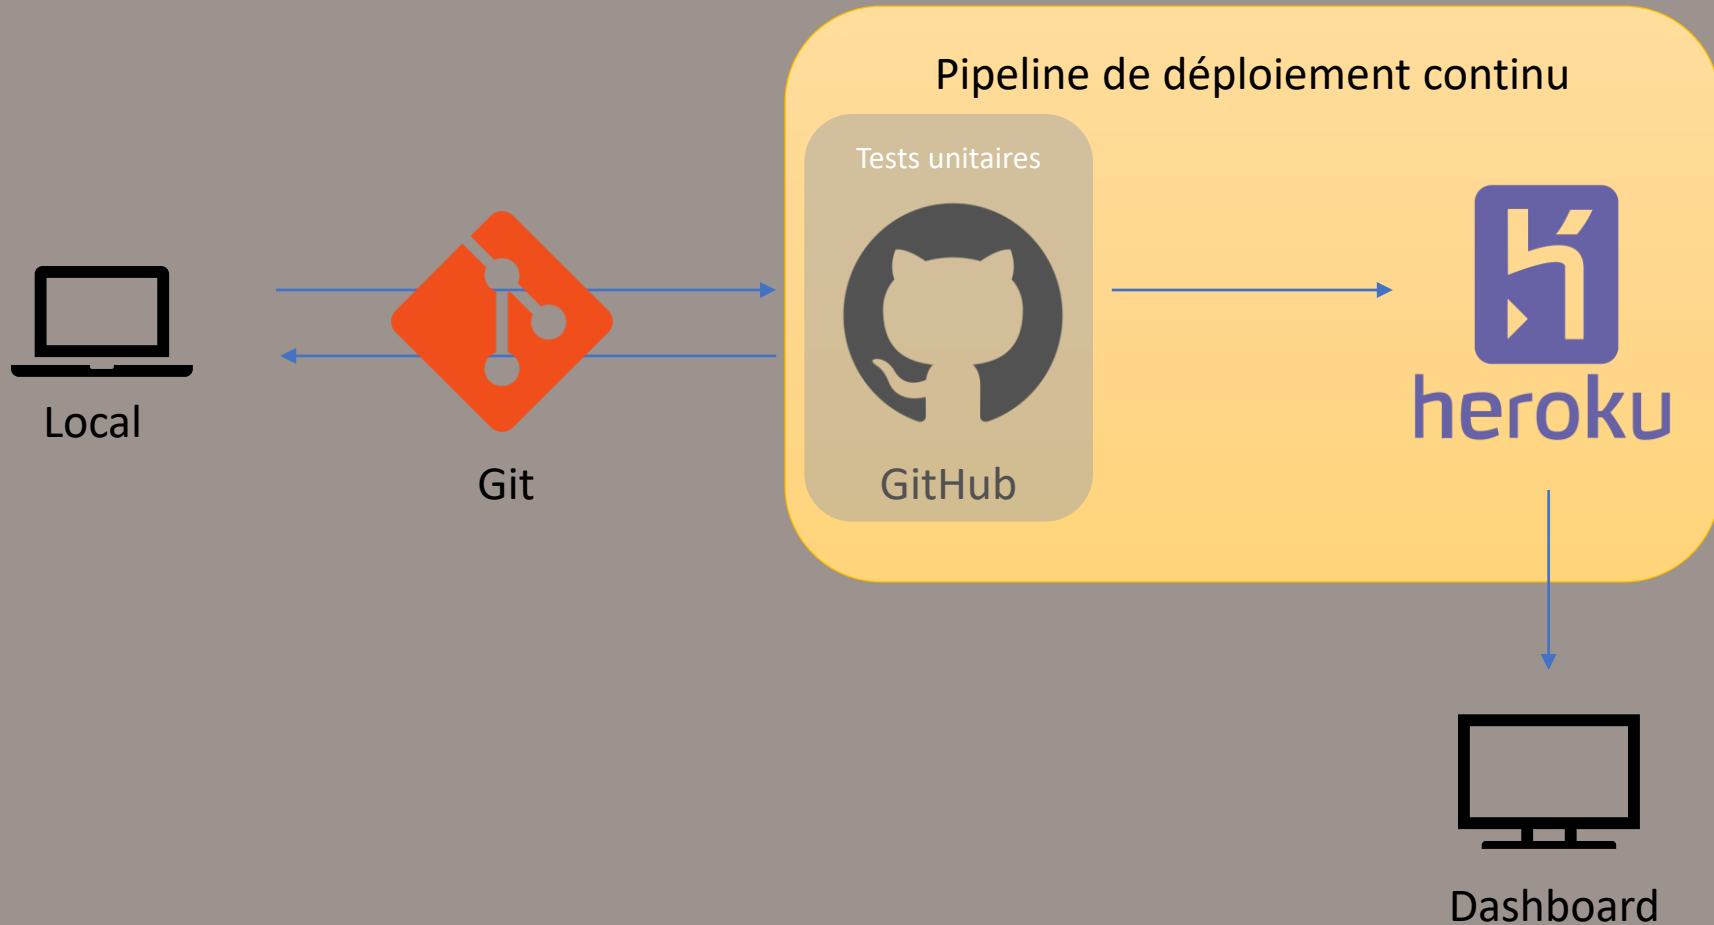 Pipeline de déploiement continu
Tests unitaires
heroku
Local
Git
GitHub
Dashboard